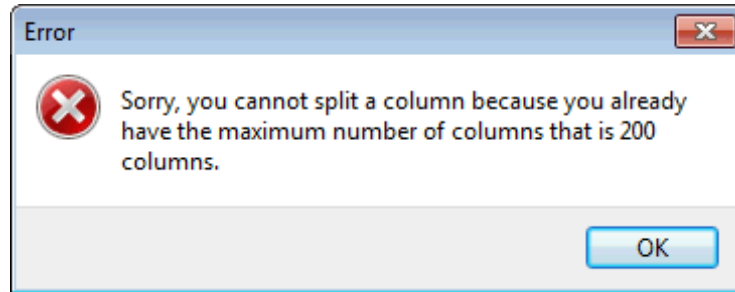 Error
Sorry, you cannot split a column because you already
have the maximum number of columns that is 200
columns.
OK